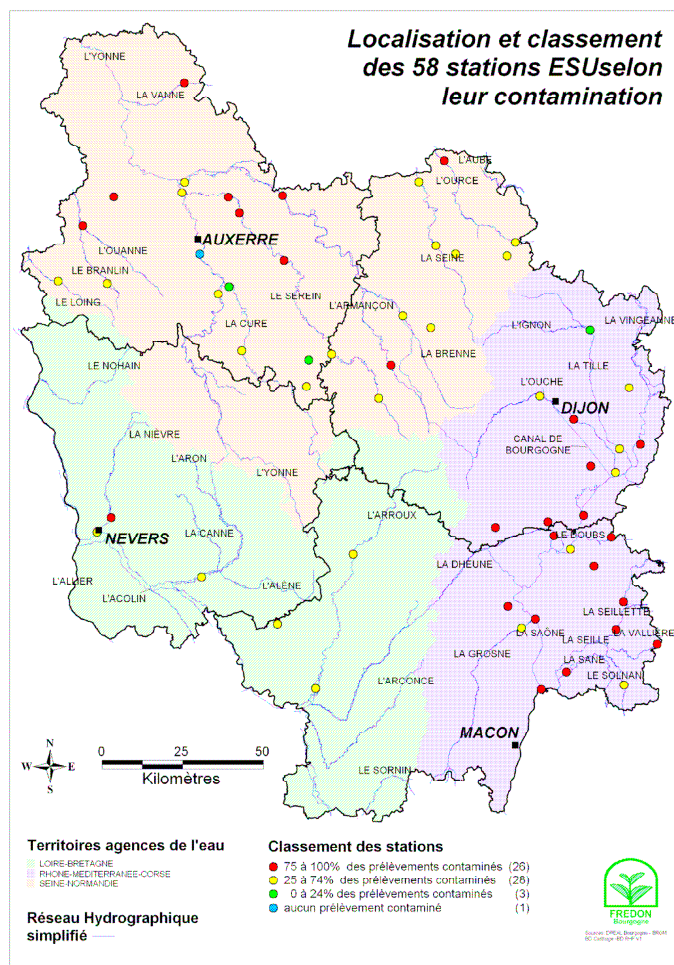 Localisation et classement
des 58 stations ESUselon
leur contamination
L'YONNE
LA VANNE
L'AUBE
L'OURCE
AUXERRE
L'OUANNE
LA SEINE
LE BRANLIN
LE LOING
LE SEREIN
L'ARMANÇON
LA CURE
L'IGNON
LA VINGEANNE
LA BRENNE
LE NOHAIN
LA TILLE
L'OUCHE
DIJON
LA NIÈVRE
CANAL DE
BOURGOGNE
L'ARON
L'YONNE
L'ARROUX
LA CANNE
NEVERS
LE DOUBS
LA DHEUNE
L'ALLIER
L'ALÈNE
L'ACOLIN
LA SEILLETTE
LA SAÔNE
LA VALLIÈRE
LA SEILLE
LA GROSNE
LA SANE
LE SOLNAN
L'ARCONCE
MACON
N
W E
S
0 25 50
Kilomètres
LE SORNIN
Territoires agences de l'eau
LOIRE-BRETAGNE
RHONE-MEDITERRANEE-CORSE
SEINE-NORMANDIE
Réseau Hydrographique
simplifié
Classement des stations
75 à 100% des prélèvements contaminés (26)
25 à 74% des prélèvements contaminés (28)
0 à 24% des prélèvements contaminés (3)
aucun prélèvement contaminé (1)
FREDON
Bourgogne